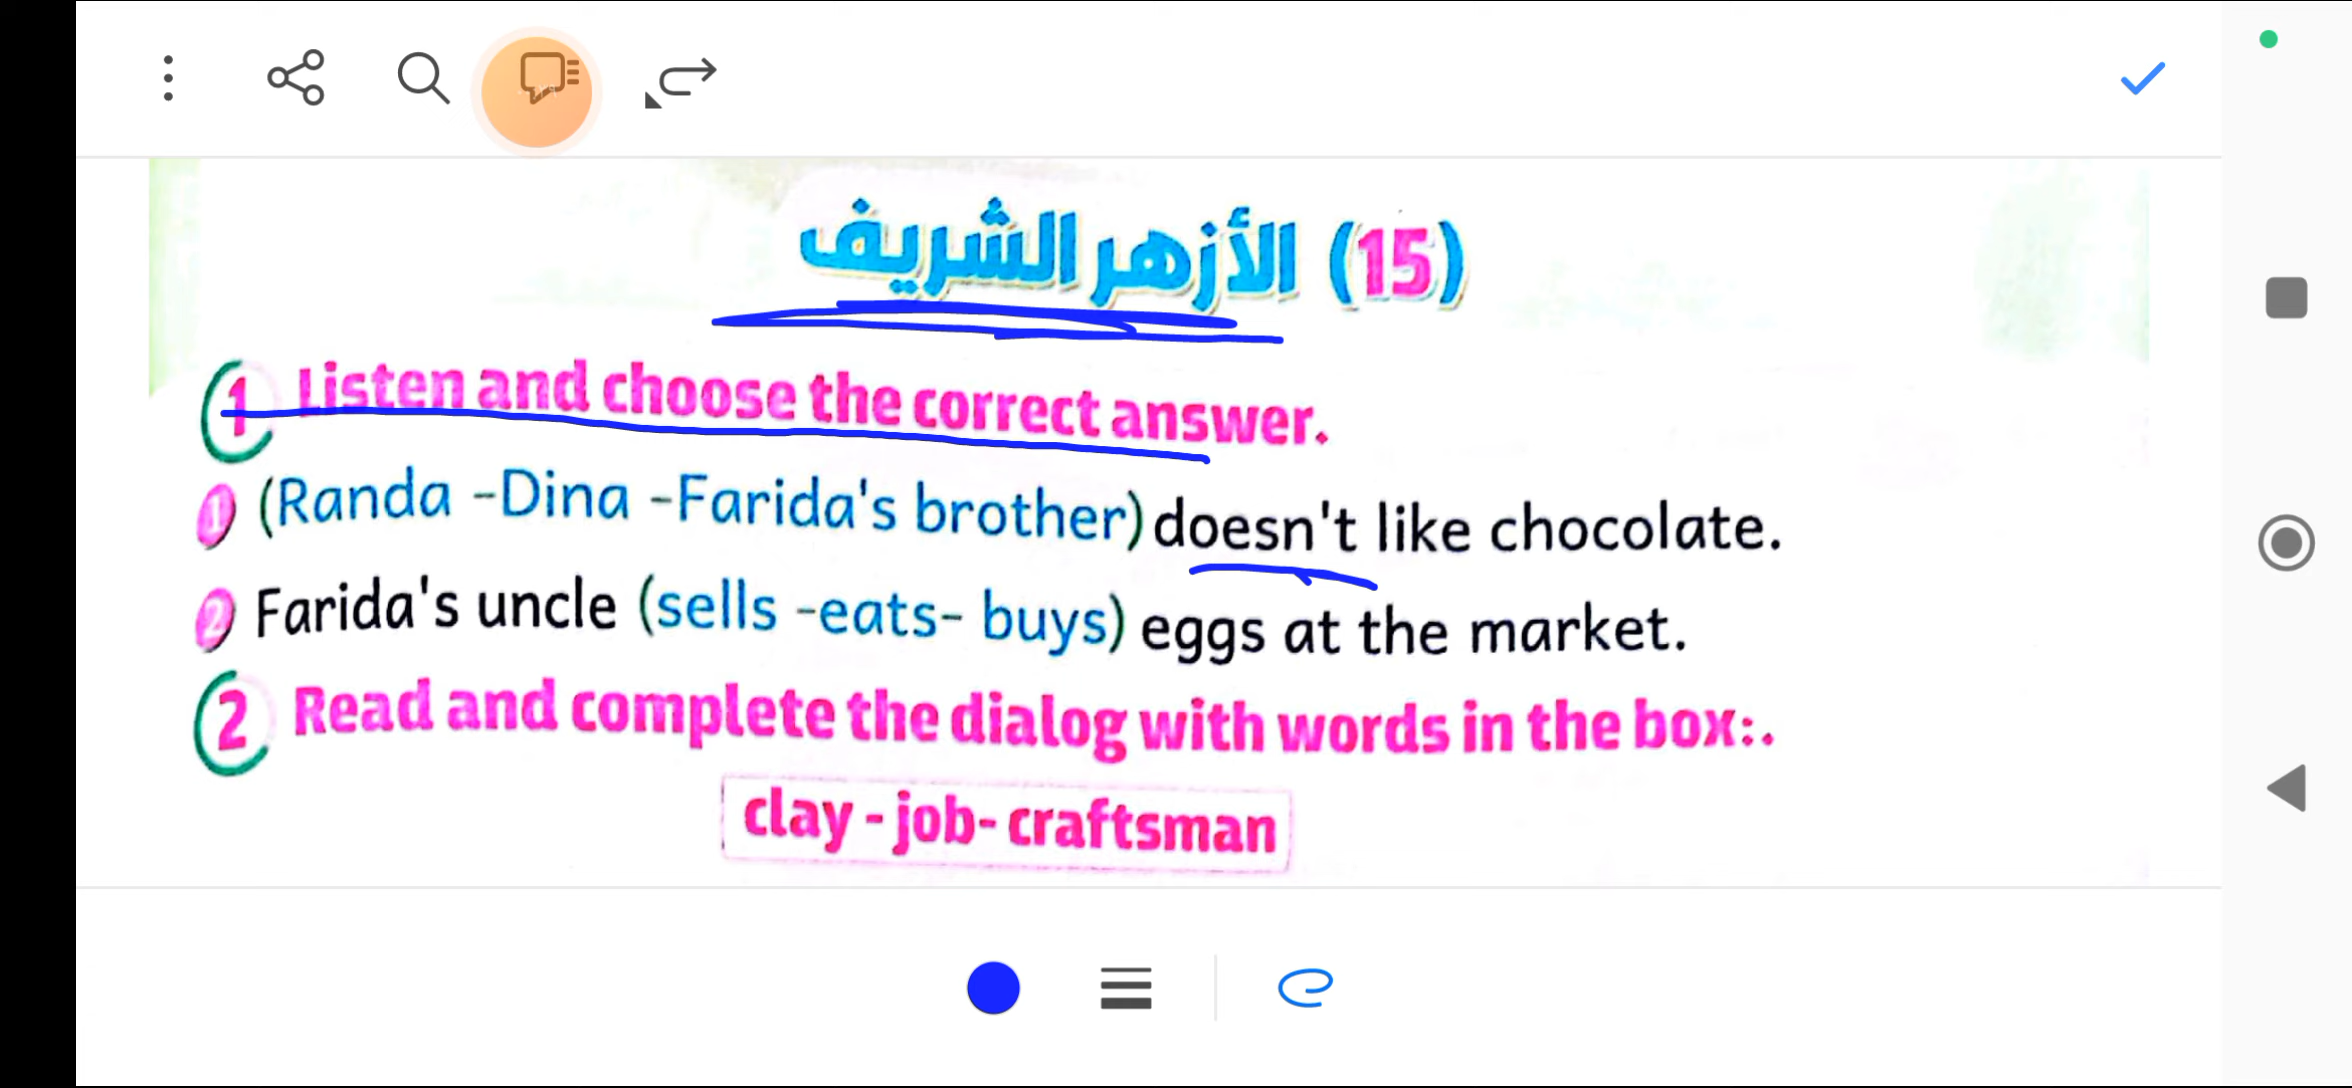 (15) الأزهر الشريف
1 Listen and choose the correct answer.
1 (Randa -Dina -Farida's brother) doesn't like chocolate.
2 Farida's uncle (sells -eats- buys) eggs at the market.
2 Read and complete the dialog with words in the box:.
clay - job- craftsman